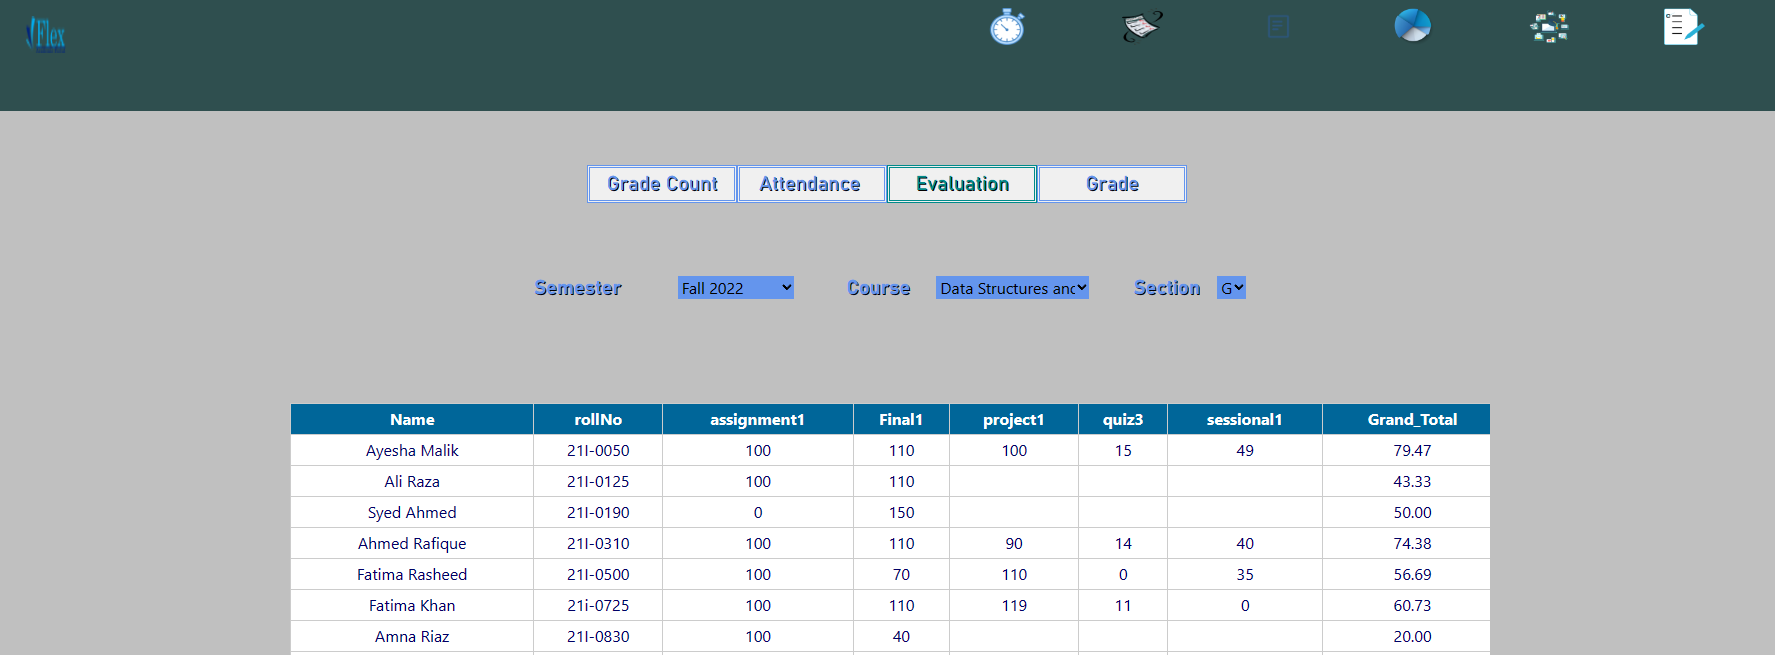 Flex
Grade Count Attendance Evaluation Grade
Semester Fall 2022 Course Data Structures anc Section G
Name rollNo assignment1 Final1 project1 quiz3 sessional1 Grand_Total
Ayesha Malik 21I-0050 100 110 100 15 49 79.47
Ali Raza 21I-0125 100 110 43.33
Syed Ahmed 21I-0190 0 150 50.00
Ahmed Rafique 21I-0310 100 110 90 14 40 74.38
Fatima Rasheed 21I-0500 100 70 110 0 35 56.69
Fatima Khan 21i-0725 100 110 119 11 0 60.73
Amna Riaz 21I-0830 100 40 20.00